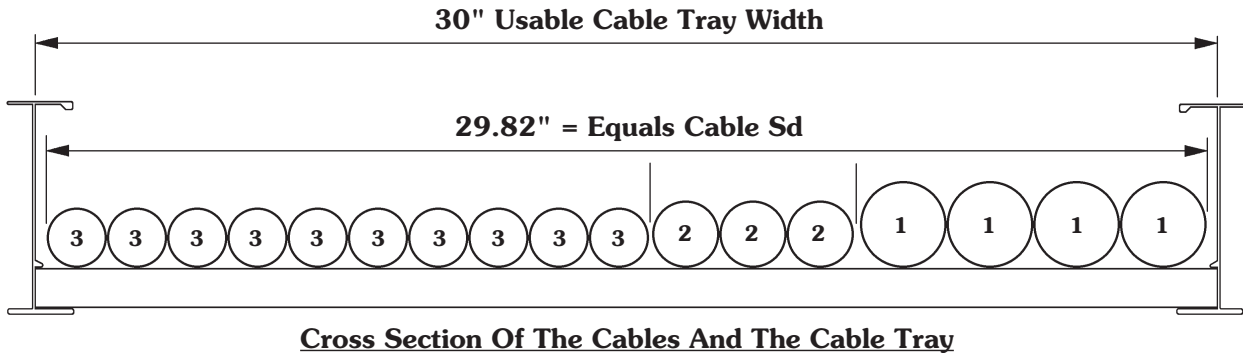 30" Usable Cable Tray Width
29.82" = Equals Cable Sd
3 3 3 3 3 3 3 3 3 3 2 2 2 1 1 1 1
Cross Section Of The Cables And The Cable Tray